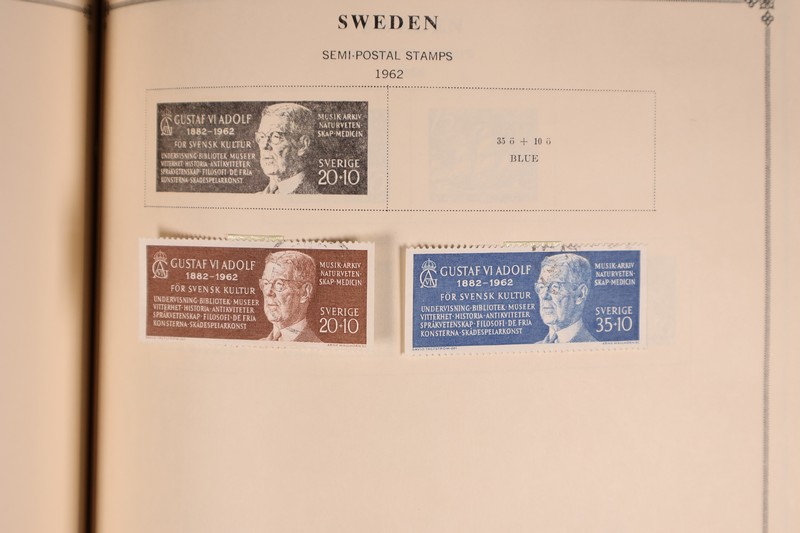 SWEDEN
SEMI-POSTAL STAMPS
1962
GUSTAF VI ADOLF
1882-1962
FÖR SVENSK KULTUR
UNDERVISNING·BIBLIOTEK·MUSEER
VITTERHET·HISTORIA·ANTIKVITETER
SPRÅKVETENSKAP·FILOSOFI·DE FRIA
KONSTERNA·SKÅDESPELARKONST
MUSIK·ARKIV
NATURVETEN-
SKAP·MEDICIN
SVERIGE
20+10
35 ö + 10 ö
BLUE
GUSTAF VI ADOLF
1882-1962
FÖR SVENSK KULTUR
UNDERVISNING·BIBLIOTEK·MUSEER
VITTERHET·HISTORIA·ANTIKVITETER
SPRÅKVETENSKAP·FILOSOFI·DE FRIA
KONSTERNA·SKÅDESPELARKONST
MUSIK·ARKIV
NATURVETEN-
SKAP·MEDICIN
SVERIGE
20+10
GUSTAF VI ADOLF
1882-1962
FÖR SVENSK KULTUR
UNDERVISNING·BIBLIOTEK·MUSEER
VITTERHET·HISTORIA·ANTIKVITETER
SPRÅKVETENSKAP·FILOSOFI·DE FRIA
KONSTERNA·SKÅDESPELARKONST
MUSIK·ARKIV
NATURVETEN-
SKAP·MEDICIN
SVERIGE
35+10